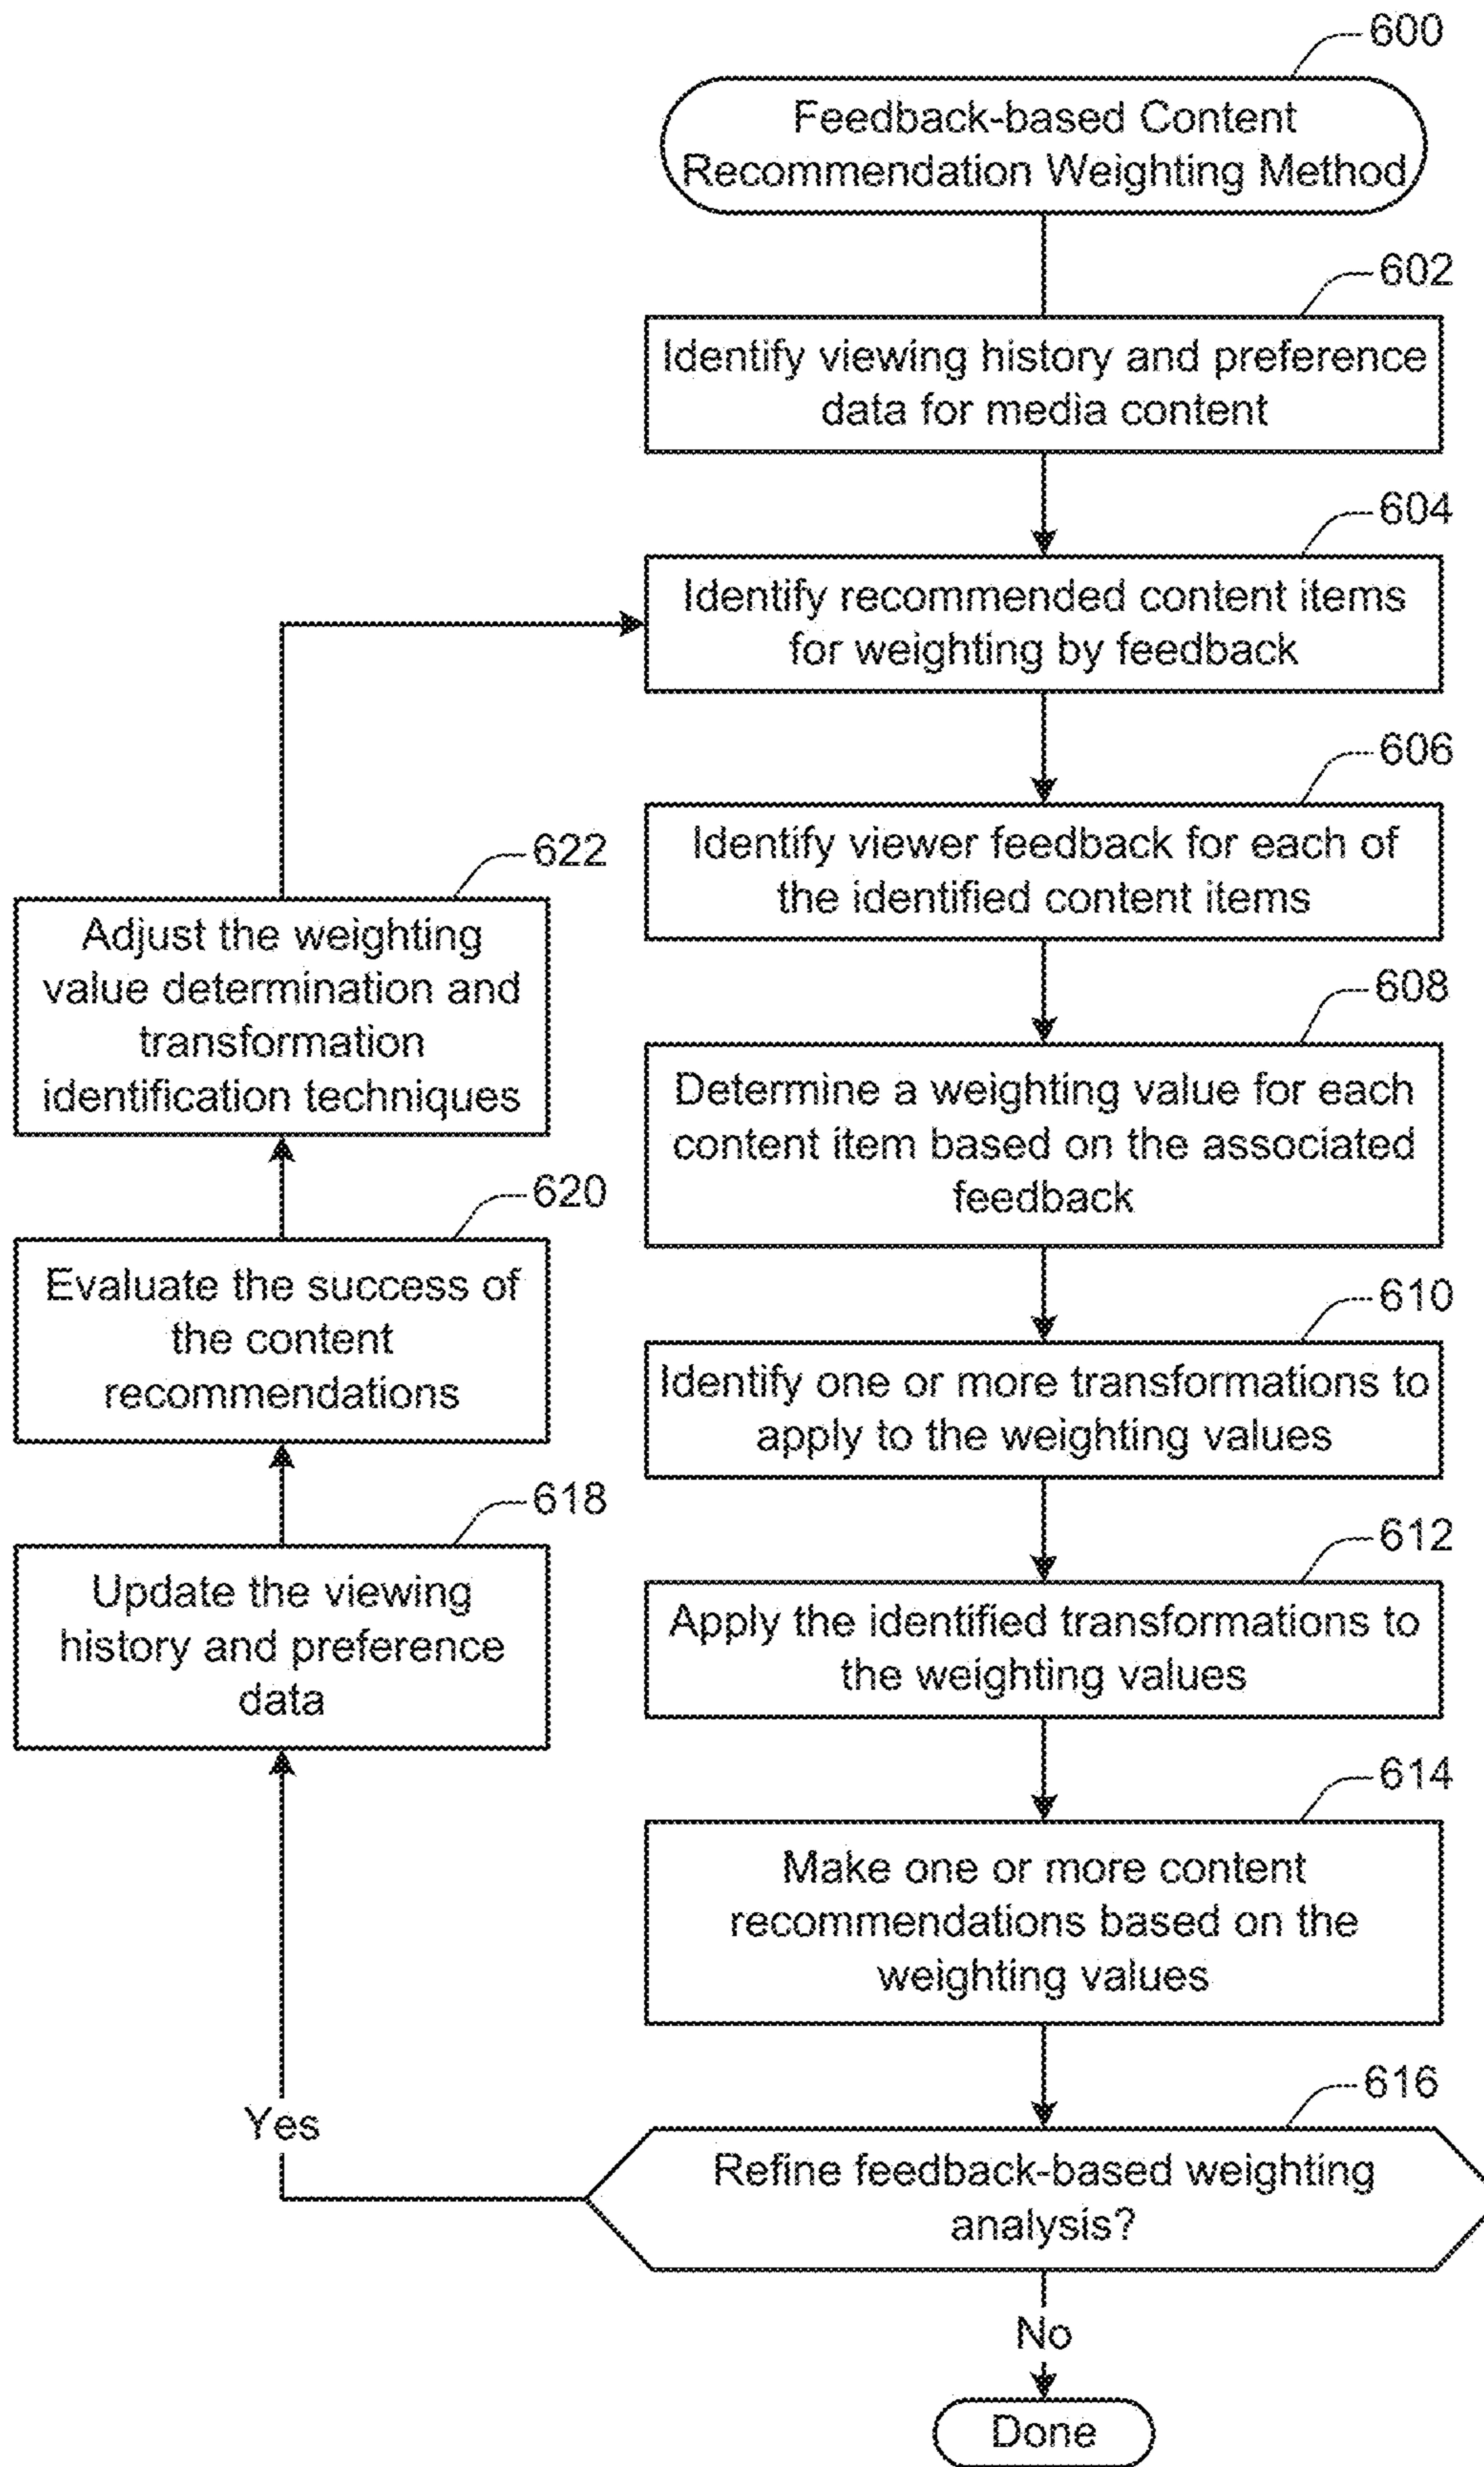 600
Feedback-based Content
Recommendation Weighting Method
602
Identify viewing history and preference
data for media content
604
Identify recommended content items
for weighting by feedback
606
Identify viewer feedback for each of
the identified content items
608
Determine a weighting value for each
content item based on the associated
feedback
610
Identify one or more transformations to
apply to the weighting values
612
Apply the identified transformations to
the weighting values
614
Make one or more content
recommendations based on the
weighting values
616
Refine feedback-based weighting
analysis?
Yes
618
Update the viewing
history and preference
data
620
Evaluate the success of
the content
recommendations
622
Adjust the weighting
value determination and
transformation
identification techniques
No
Done